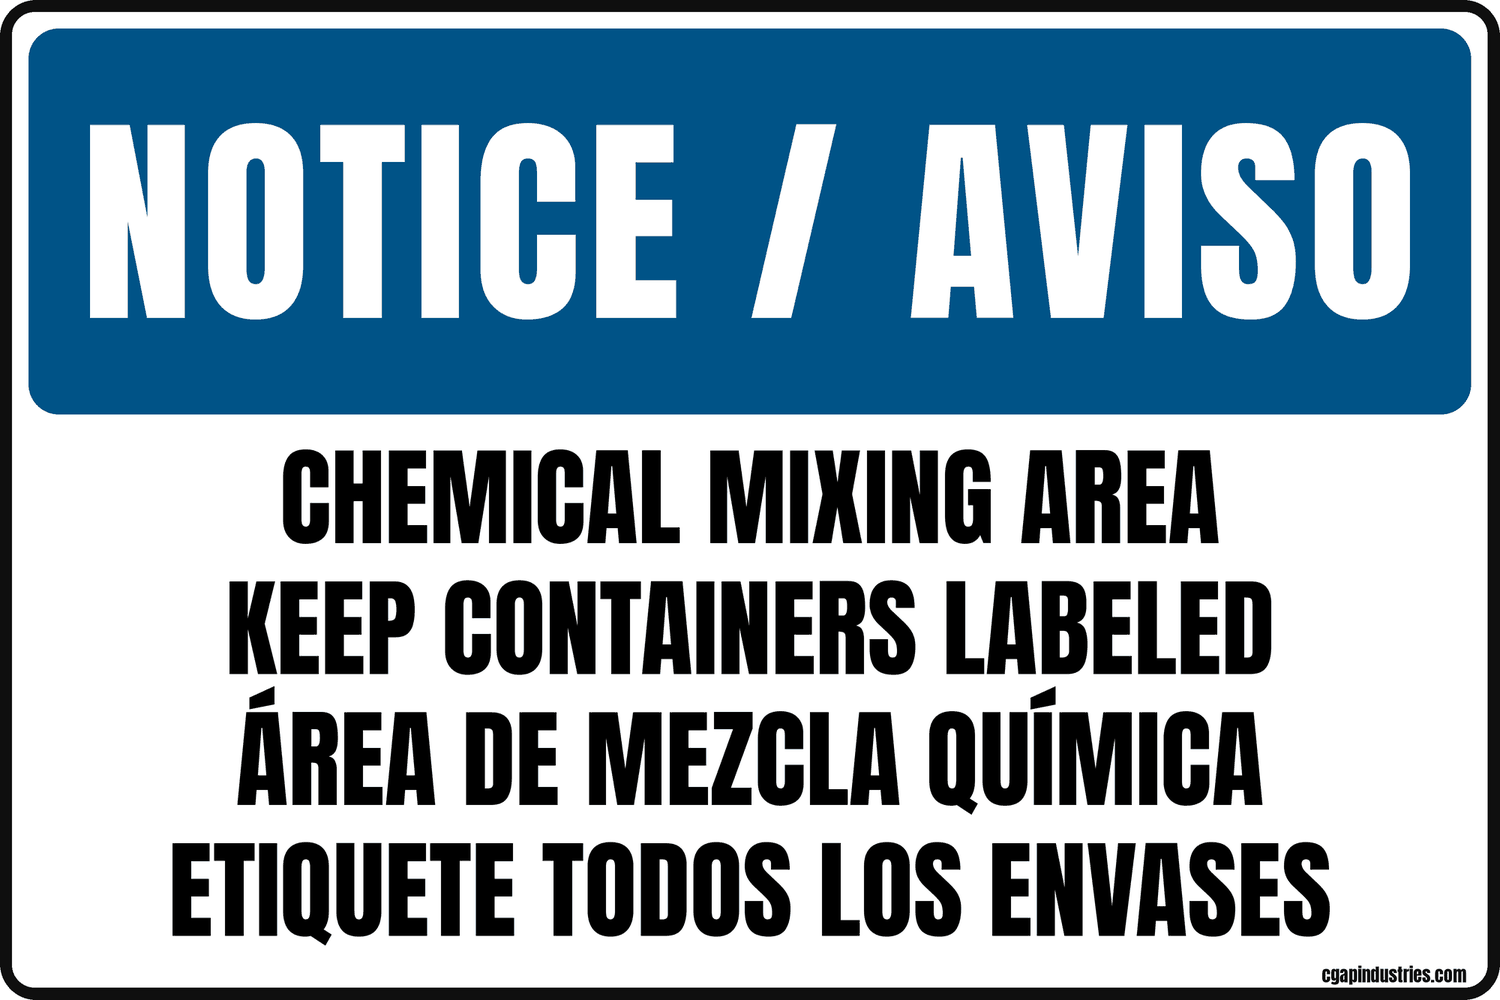 NOTICE / AVISO
CHEMICAL MIXING AREA
KEEP CONTAINERS LABELED
ÁREA DE MEZCLA QUÍMICA
ETIQUETE TODOS LOS ENVASES
cgapindustries.com